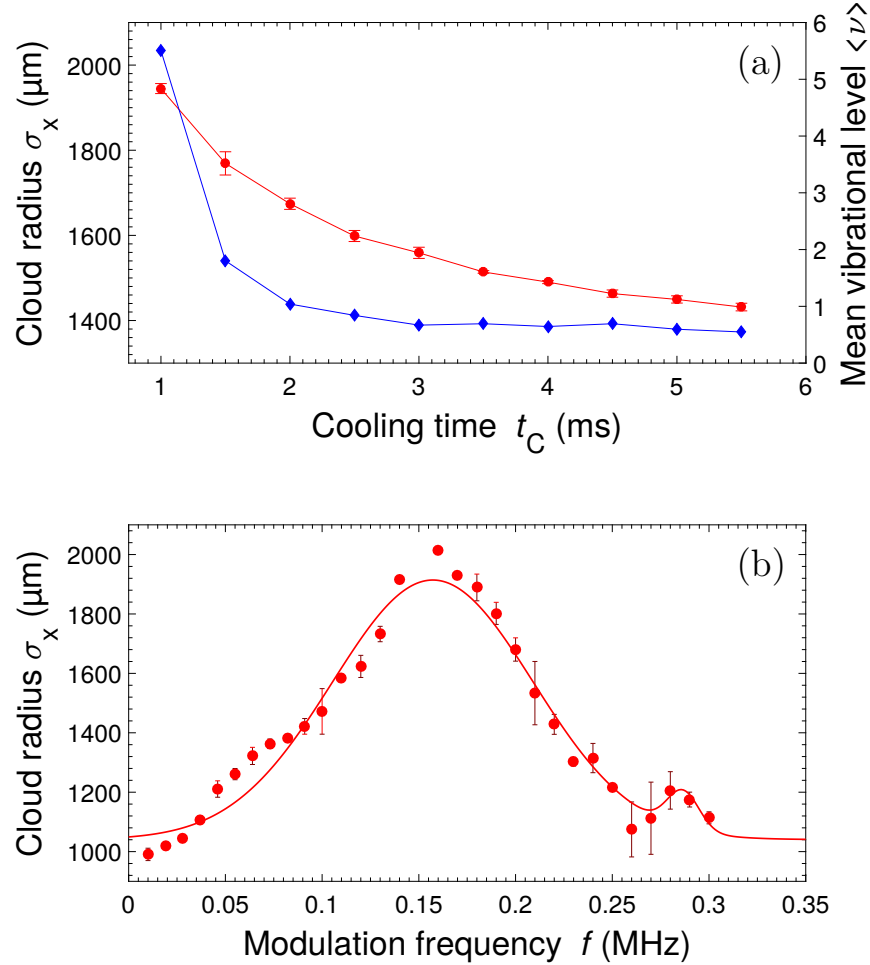 (a)
Cloud radius σx (μm)
2000
1800
1600
1400
Mean vibrational level <ν>
6
5
4
3
2
1
0
1 2 3 4 5 6
Cooling time tC (ms)
(b)
Cloud radius σx (μm)
2000
1800
1600
1400
1200
1000
0 0.05 0.1 0.15 0.2 0.25 0.3 0.35
Modulation frequency f (MHz)